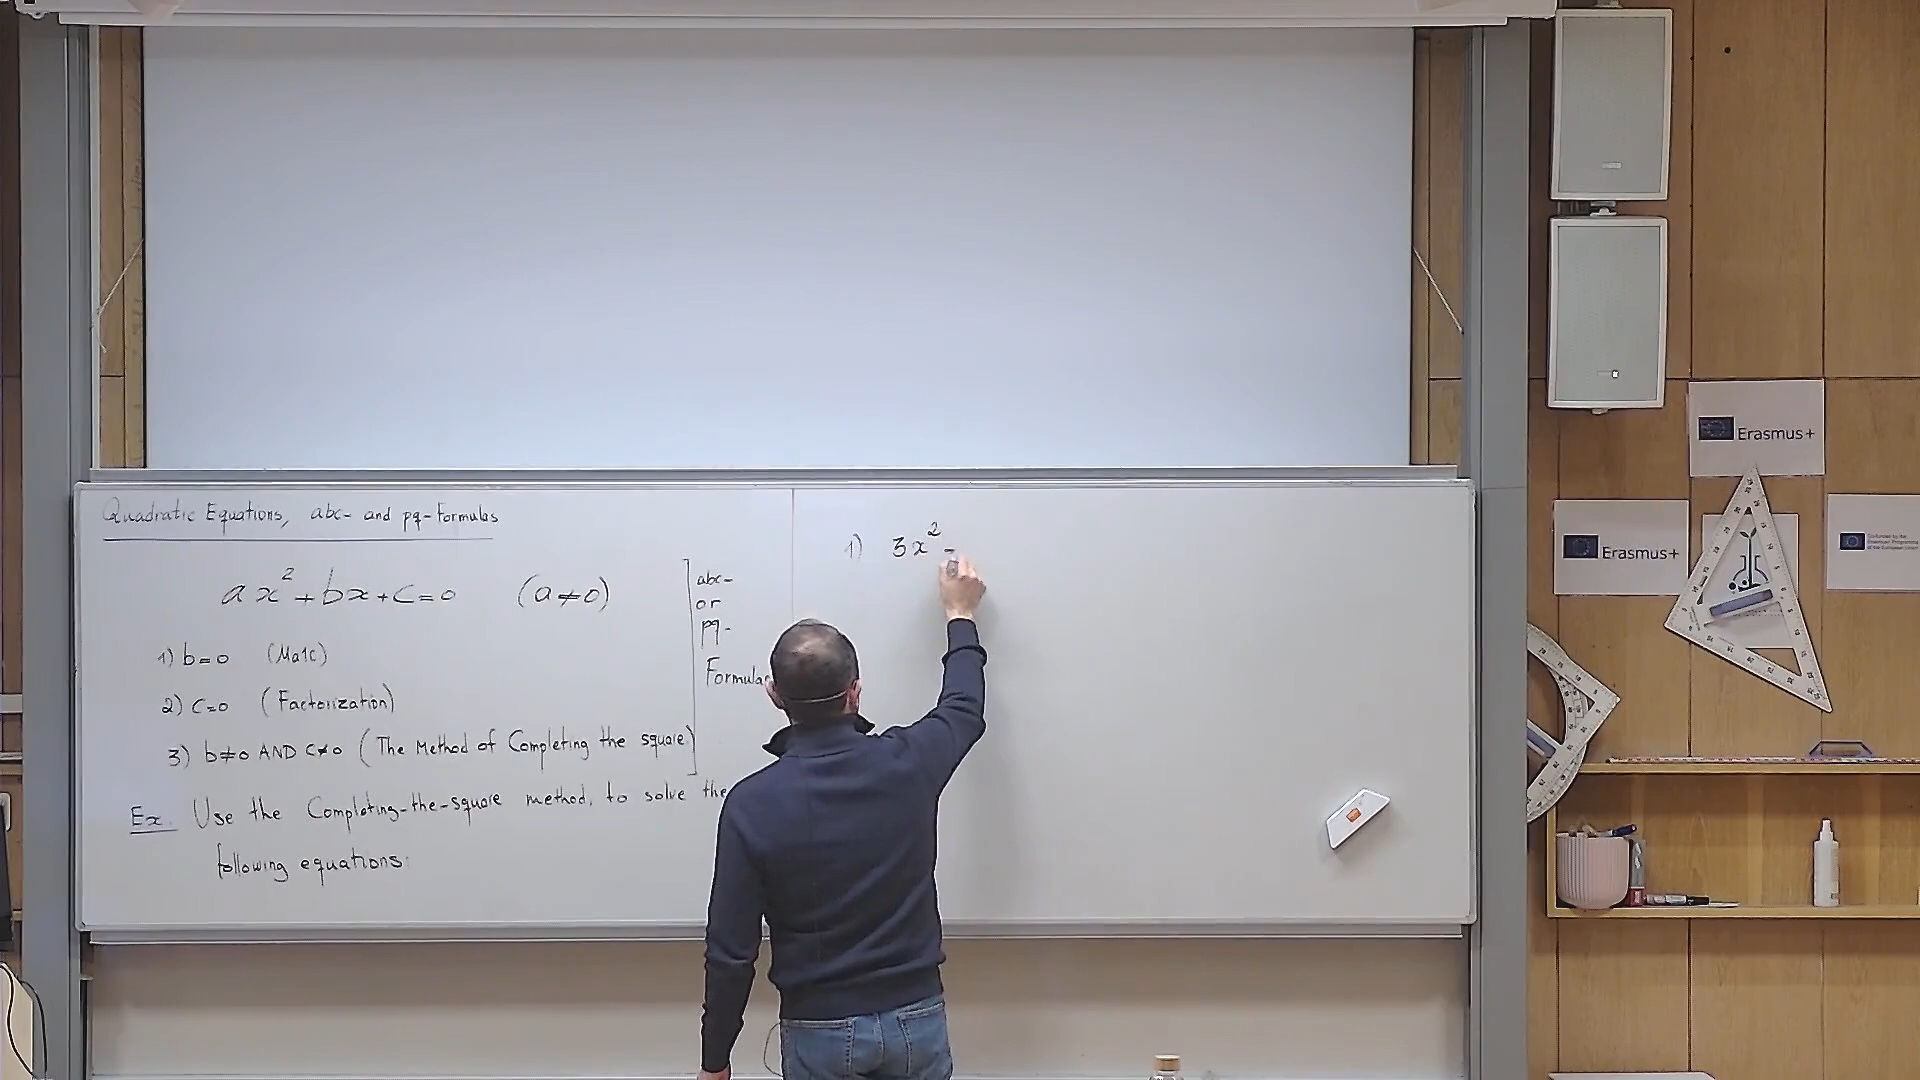 Quadratic Equations, abc- and pq-Formulas
ax² + bx + c = 0 (a ≠ 0)
1) b = 0 (Ma1c)
2) c = 0 (Factorization)
3) b ≠ 0 AND c ≠ 0 (The Method of Completing the square)
abc-
or
pq-
Formulas
Ex. Use the Completing-the-square method, to solve the
following equations:
1) 3x² -
Erasmus+
Erasmus+